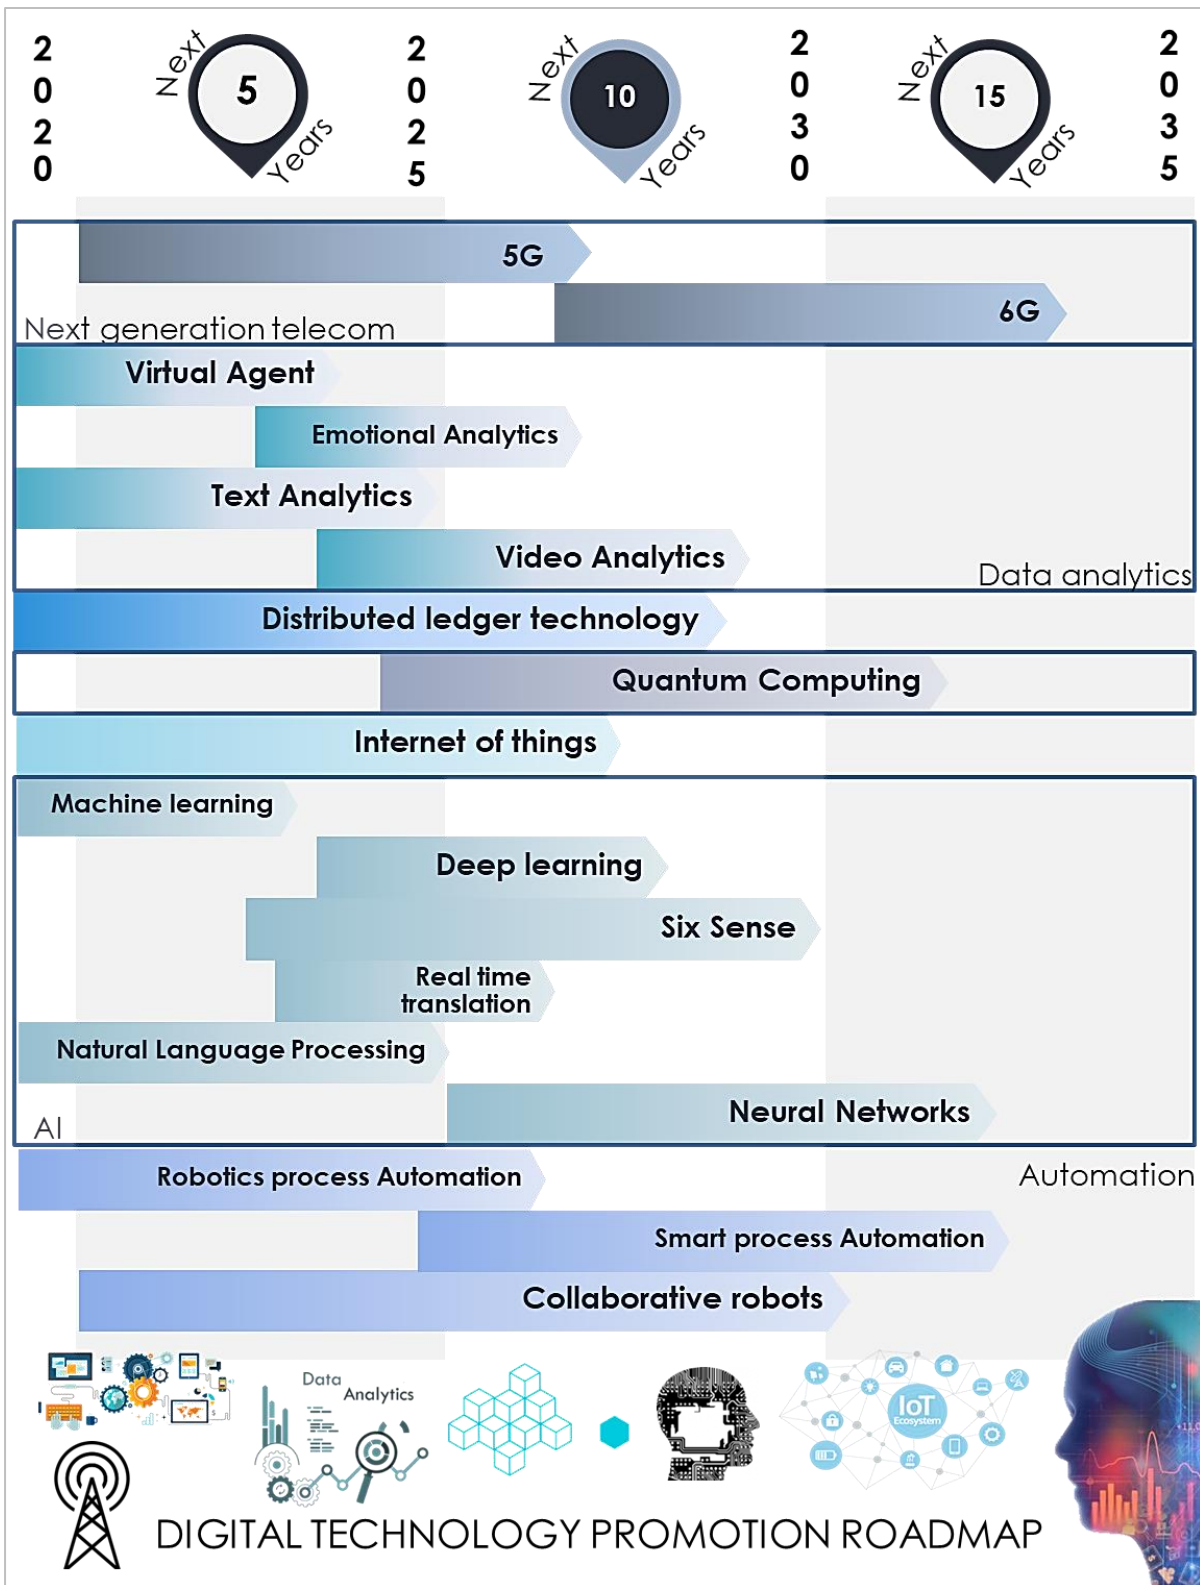 2020
Next
5
Years
2025
Next
10
Years
2030
Next
15
Years
2035
5G
6G
Next generation telecom
Virtual Agent
Emotional Analytics
Text Analytics
Video Analytics
Data analytics
Distributed ledger technology
Quantum Computing
Internet of things
Machine learning
Deep learning
Six Sense
Real time
translation
Natural Language Processing
Neural Networks
AI
Robotics process Automation
Automation
Smart process Automation
Collaborative robots
Data
Analytics
IoT
Ecosystem
DIGITAL TECHNOLOGY PROMOTION ROADMAP